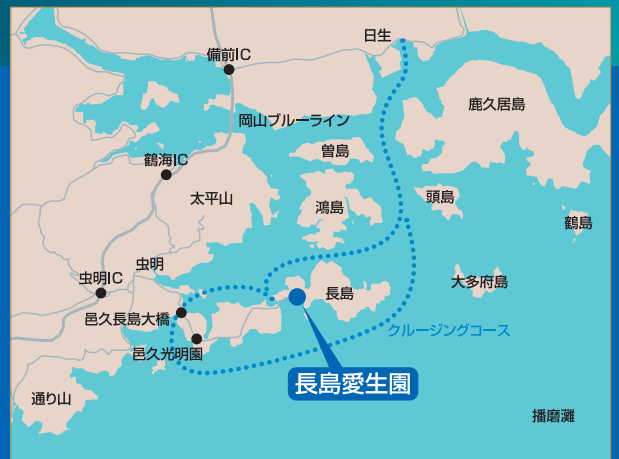 日生
備前IC
鹿久居島
岡山ブルーライン
曽島
鶴海IC
太平山
鴻島
頭島
鶴島
虫明
虫明IC
大多府島
長島
邑久長島大橋
クルージングコース
邑久光明園
長島愛生園
通り山
播磨灘